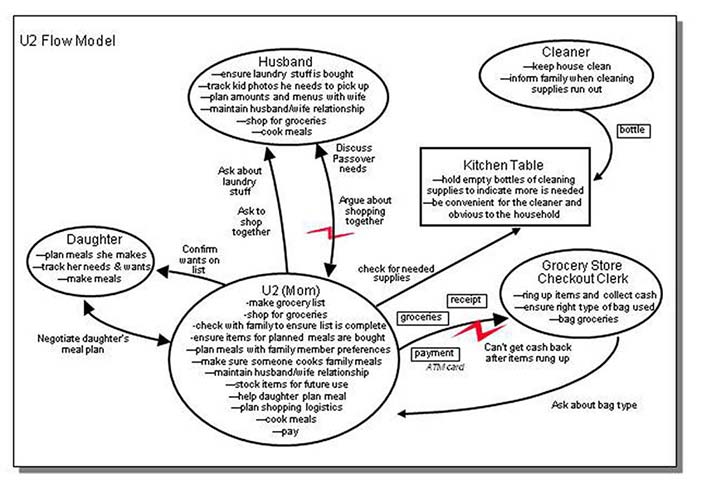 U2 Flow Model
Husband
—ensure laundry stuff is bought
—track kid photos he needs to pick up
—plan amounts and menus with wife
—maintain husband/wife relationship
—shop for groceries
—cook meals
Cleaner
—keep house clean
—inform family when cleaning
supplies run out
bottle
Kitchen Table
—hold empty bottles of cleaning
supplies to indicate more is needed
—be convenient for the cleaner and
obvious to the household
Discuss
Passover
needs
Ask about
laundry
stuff
Ask to
shop
together
Argue about
shopping
together
Daughter
—plan meals she makes
—track her needs & wants
—make meals
Confirm
wants on
list
check for needed
supplies
Grocery Store
Checkout Clerk
—ring up items and collect cash
—ensure right type of bag used
—bag groceries
U2 (Mom)
-make grocery list
-shop for groceries
-check with family to ensure list is complete
-ensure items for planned meals are bought
—plan meals with family member preferences
—make sure someone cooks family meals
—maintain husband/wife relationship
—stock items for future use
—help daughter plan meal
—plan shopping logistics
—cook meals
—pay
receipt
groceries
payment
ATM card
Can't get cash back
after items rung up
Negotiate daughter's
meal plan
Ask about bag type